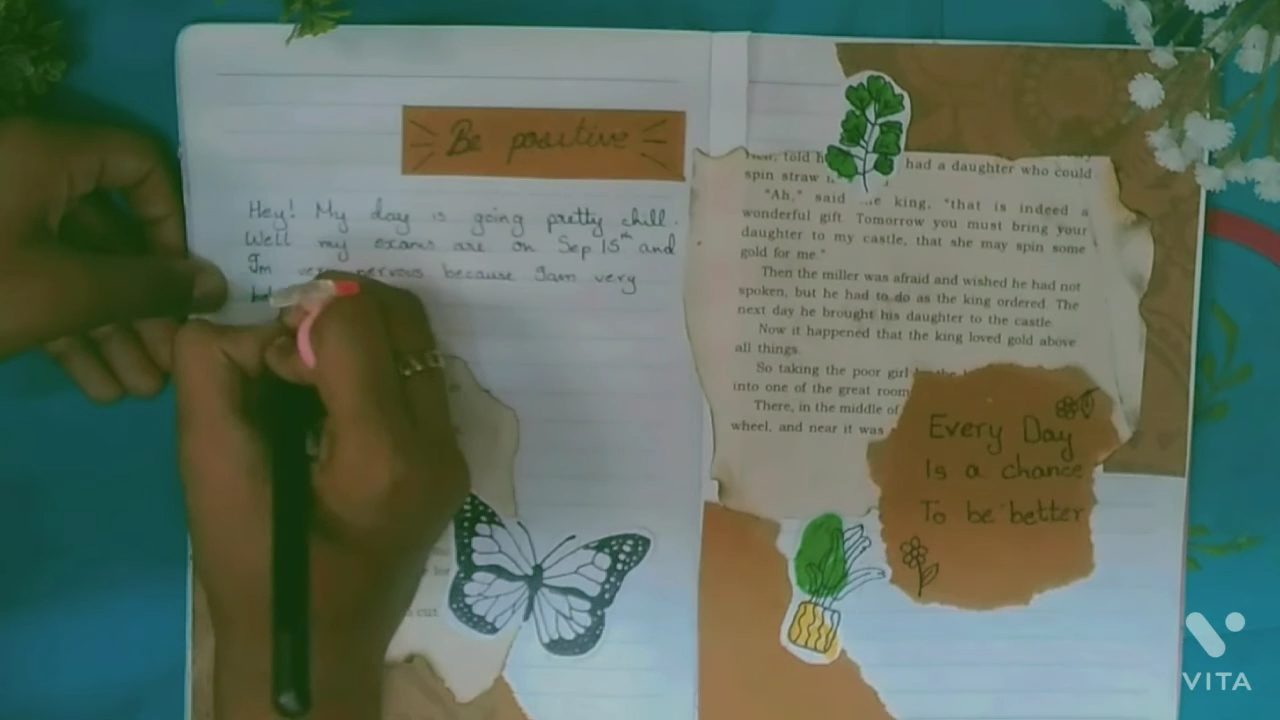 Be positive
Hey! My day is going pretty chill.
Well my exams are on Sep 15th and
I'm very nervous because Iam very
told had a daughter who could
spin straw
"Ah," said king, "that is indeed a
wonderful gift. Tomorrow you must bring your
daughter to my castle, that she may spin some
gold for me."
Then the miller was afraid and wished he had not
spoken, but he had to do as the king ordered. The
next day he brought his daughter to the castle.
Now it happened that the king loved gold above
all things.
So taking the poor girl
into one of the great room
There, in the middle of
wheel, and near it was
Every Day
Is a chance
To be better
VITA